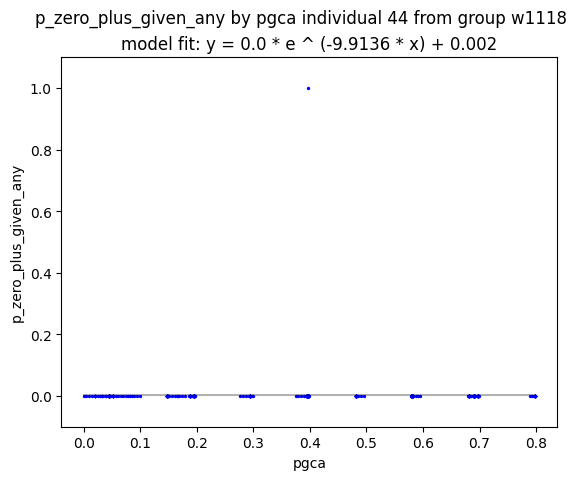 p_zero_plus_given_any by pgca individual 44 from group w1118
model fit: y = 0.0 * e ^ (-9.9136 * x) + 0.002
1.0
0.8
0.6
0.4
0.2
0.0
p_zero_plus_given_any
0.0 0.1 0.2 0.3 0.4 0.5 0.6 0.7 0.8
pgca